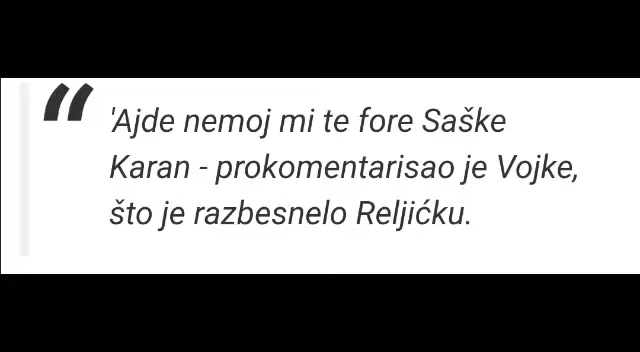 “
'Ajde nemoj mi te fore Saške
Karan - prokomentarisao je Vojke,
što je razbesnelo Reljićku.